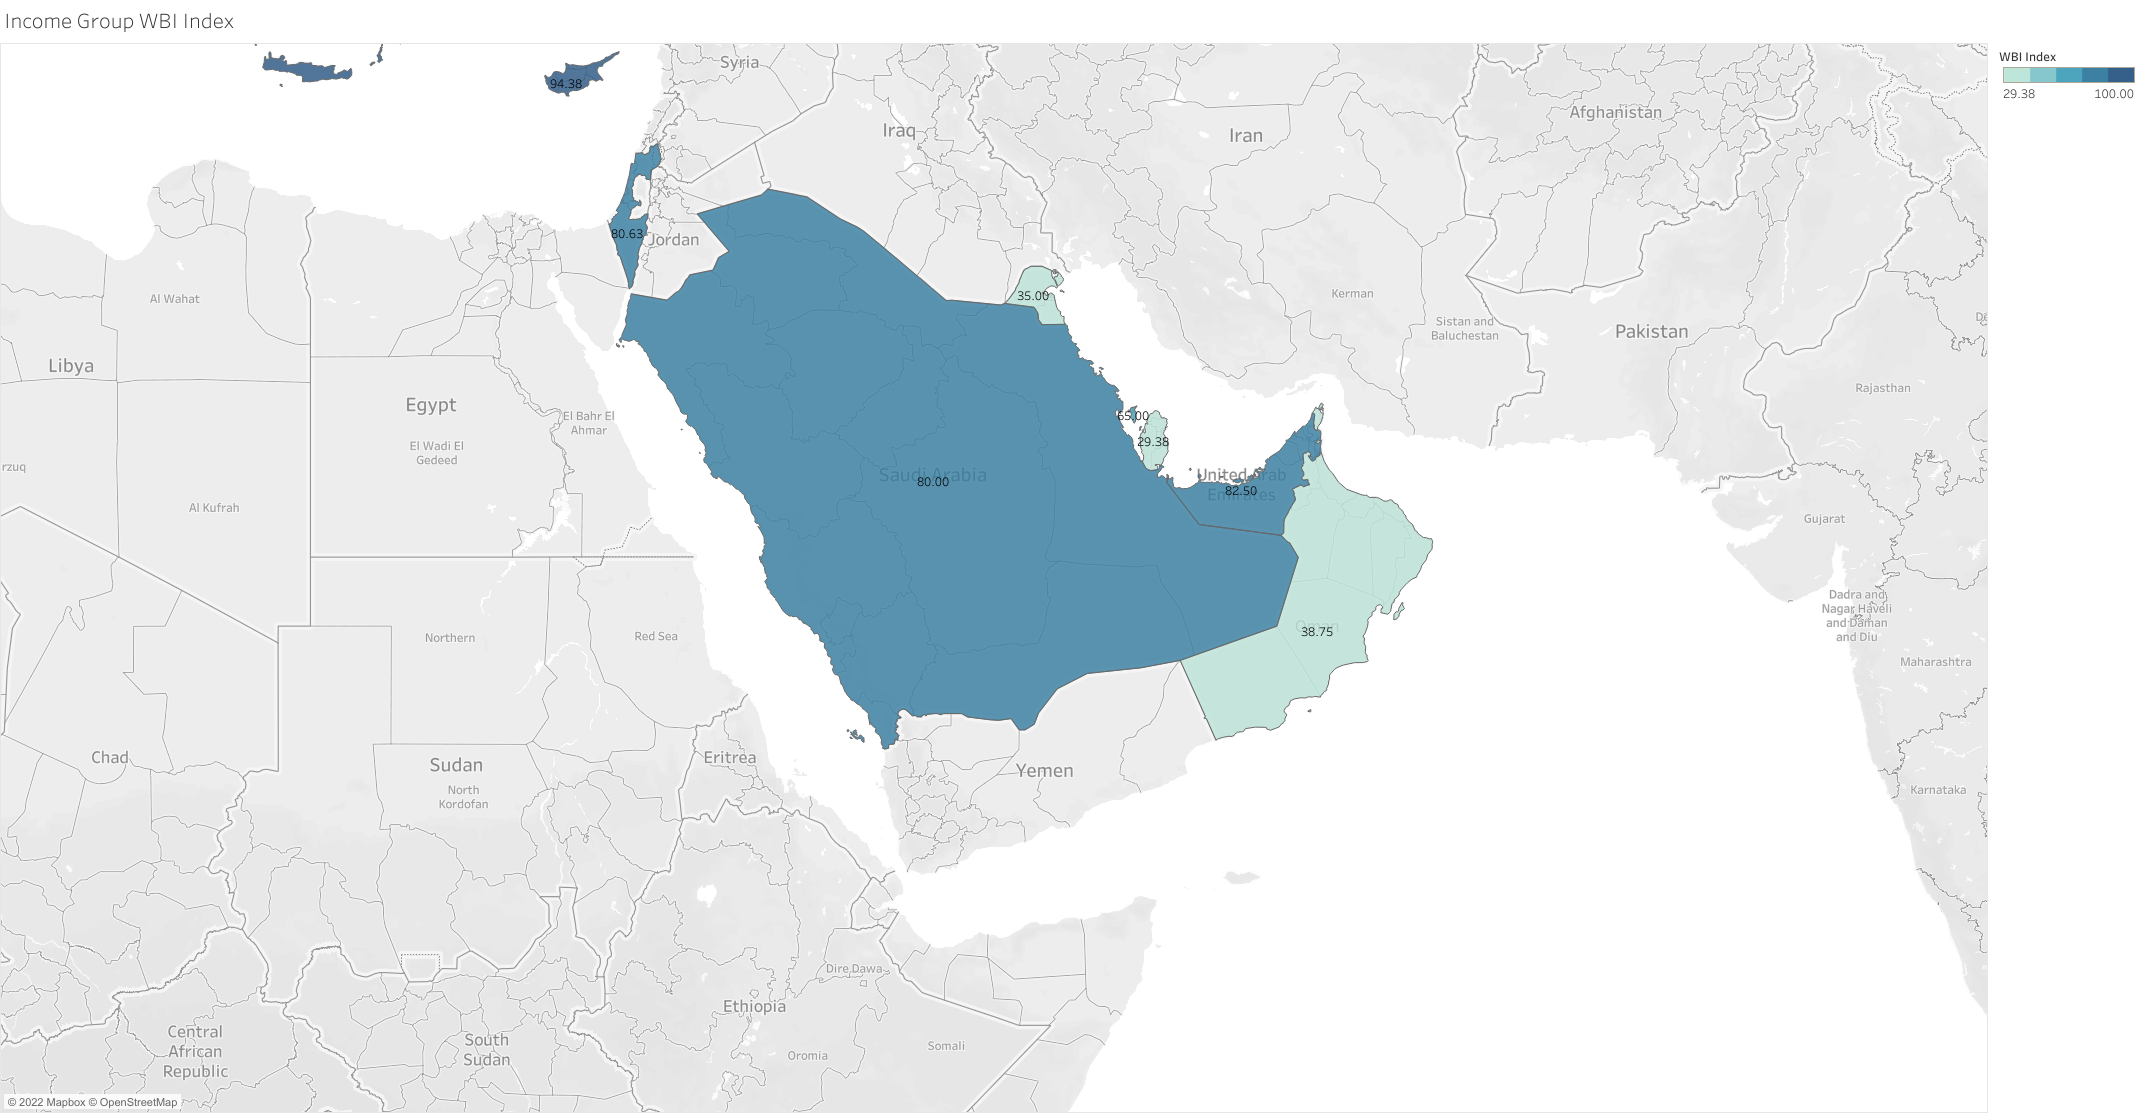 Income Group WBI Index
WBI Index
29.38 100.00
Syria
94.38
Afghanistan
Iraq
Iran
80.63
Jordan
Al Wahat
35.00
Kerman
Sistan and
Baluchestan
Pakistan
Libya
Rajasthan
Egypt
El Bahr El
Ahmar
65.00
El Wadi El
Gedeed
29.38
rzuq
Saudi Arabia
80.00
United Arab
Emirates
82.50
Al Kufrah
Gujarat
Dadra and
Nagar Haveli
and Daman
and Diu
Northern
Red Sea
Oman
38.75
Maharashtra
Chad
Sudan
Eritrea
Yemen
North
Kordofan
Karnataka
Dire Dawa
Ethiopia
Central
African
Republic
South
Sudan
Oromia
Somali
© 2022 Mapbox © OpenStreetMap